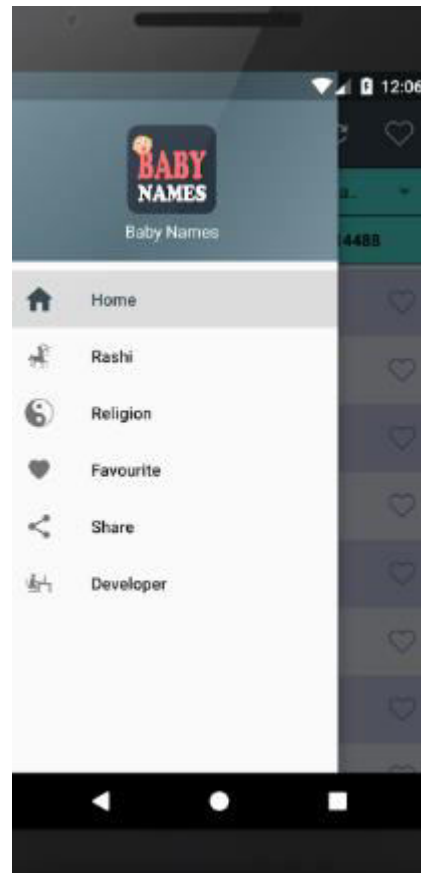 12:06
BABY
NAMES
Baby Names
a..
4488
Home
Rashi
Religion
Favourite
Share
Developer